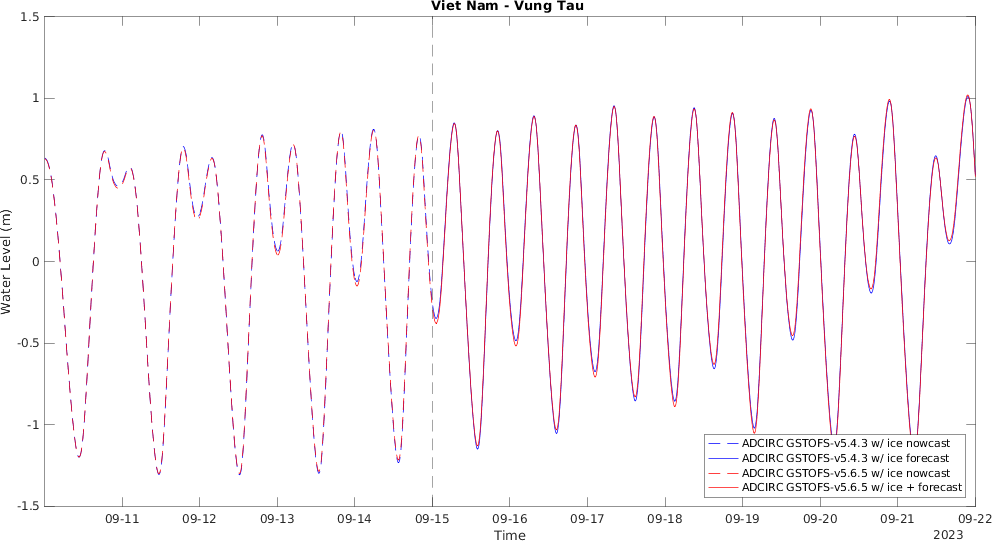 Viet Nam - Vung Tau
1.5
1
0.5
0
-0.5
-1
-1.5
Water Level (m)
09-11
09-12
09-13
09-14
09-15
09-16
09-17
09-18
09-19
09-20
09-21
09-22
2023
Time
ADCIRC GSTOFS-v5.4.3 w/ ice nowcast
ADCIRC GSTOFS-v5.4.3 w/ ice forecast
ADCIRC GSTOFS-v5.6.5 w/ ice nowcast
ADCIRC GSTOFS-v5.6.5 w/ ice + forecast